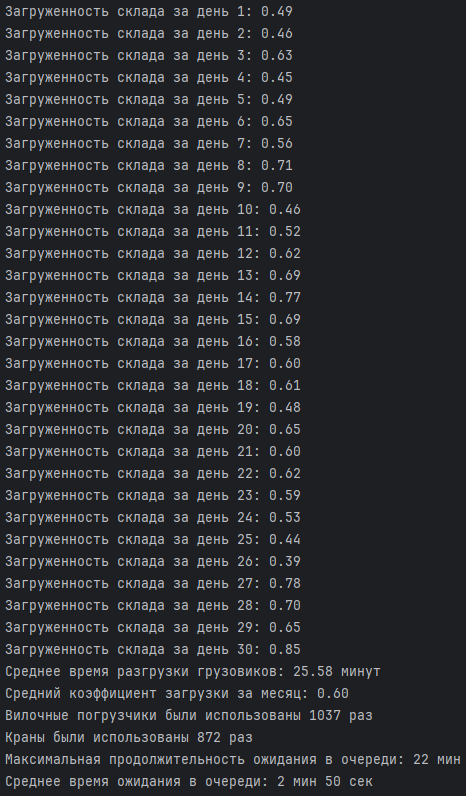 Загруженность склада за день 1: 0.49
Загруженность склада за день 2: 0.46
Загруженность склада за день 3: 0.63
Загруженность склада за день 4: 0.45
Загруженность склада за день 5: 0.49
Загруженность склада за день 6: 0.65
Загруженность склада за день 7: 0.56
Загруженность склада за день 8: 0.71
Загруженность склада за день 9: 0.70
Загруженность склада за день 10: 0.46
Загруженность склада за день 11: 0.52
Загруженность склада за день 12: 0.62
Загруженность склада за день 13: 0.69
Загруженность склада за день 14: 0.77
Загруженность склада за день 15: 0.69
Загруженность склада за день 16: 0.58
Загруженность склада за день 17: 0.60
Загруженность склада за день 18: 0.61
Загруженность склада за день 19: 0.48
Загруженность склада за день 20: 0.65
Загруженность склада за день 21: 0.60
Загруженность склада за день 22: 0.62
Загруженность склада за день 23: 0.59
Загруженность склада за день 24: 0.53
Загруженность склада за день 25: 0.44
Загруженность склада за день 26: 0.39
Загруженность склада за день 27: 0.78
Загруженность склада за день 28: 0.70
Загруженность склада за день 29: 0.65
Загруженность склада за день 30: 0.85
Среднее время разгрузки грузовиков: 25.58 минут
Средний коэффициент загрузки за месяц: 0.60
Вилочные погрузчики были использованы 1037 раз
Краны были использованы 872 раз
Максимальная продолжительность ожидания в очереди: 22 мин
Среднее время ожидания в очереди: 2 мин 50 сек